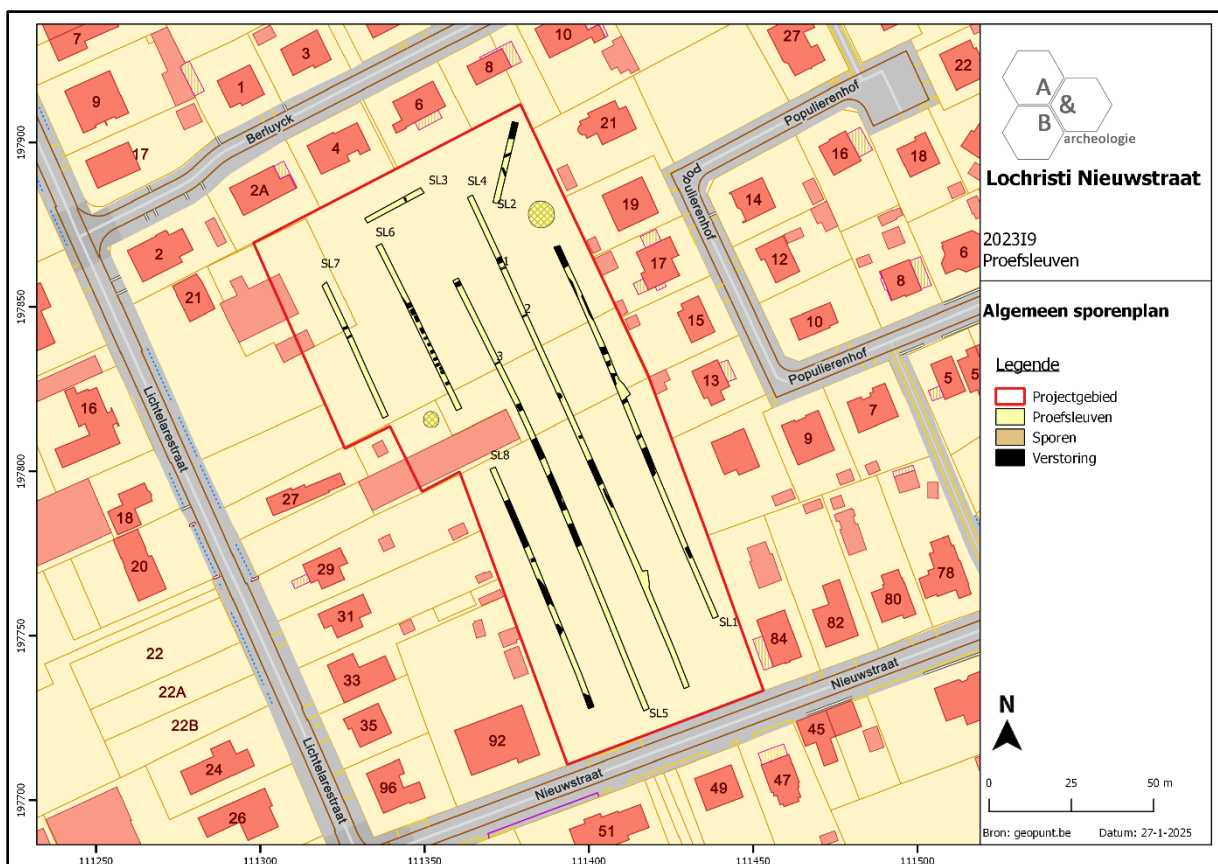 A
&
B
archeologie
Lochristi Nieuwstraat
2023I9
Proefsleuven
Algemeen sporenplan
Legende
Projectgebied
Proefsleuven
Sporen
Verstoring
N
0 25 50 m
Bron: geopunt.be Datum: 27-1-2025
7
3
10
27
22
9
1
8
6
Berluyck
17
4
2A
21
Populierenhof
16
18
SL3
SL4
SL2
19
Populierenhof
14
2
SL6
21
SL7
1
17
12
8
6
2
15
10
3
13
Populierenhof
5
5
16
Lichtelarestraat
7
9
SL8
27
18
20
29
31
78
80
82
84
SL1
22
22A
22B
33
35
SL5
Nieuwstraat
45
92
24
26
96
Lichtelarestraat
Nieuwstraat
49
47
51
197900
197850
197800
197750
197700
111250
111300
111350
111400
111450
111500